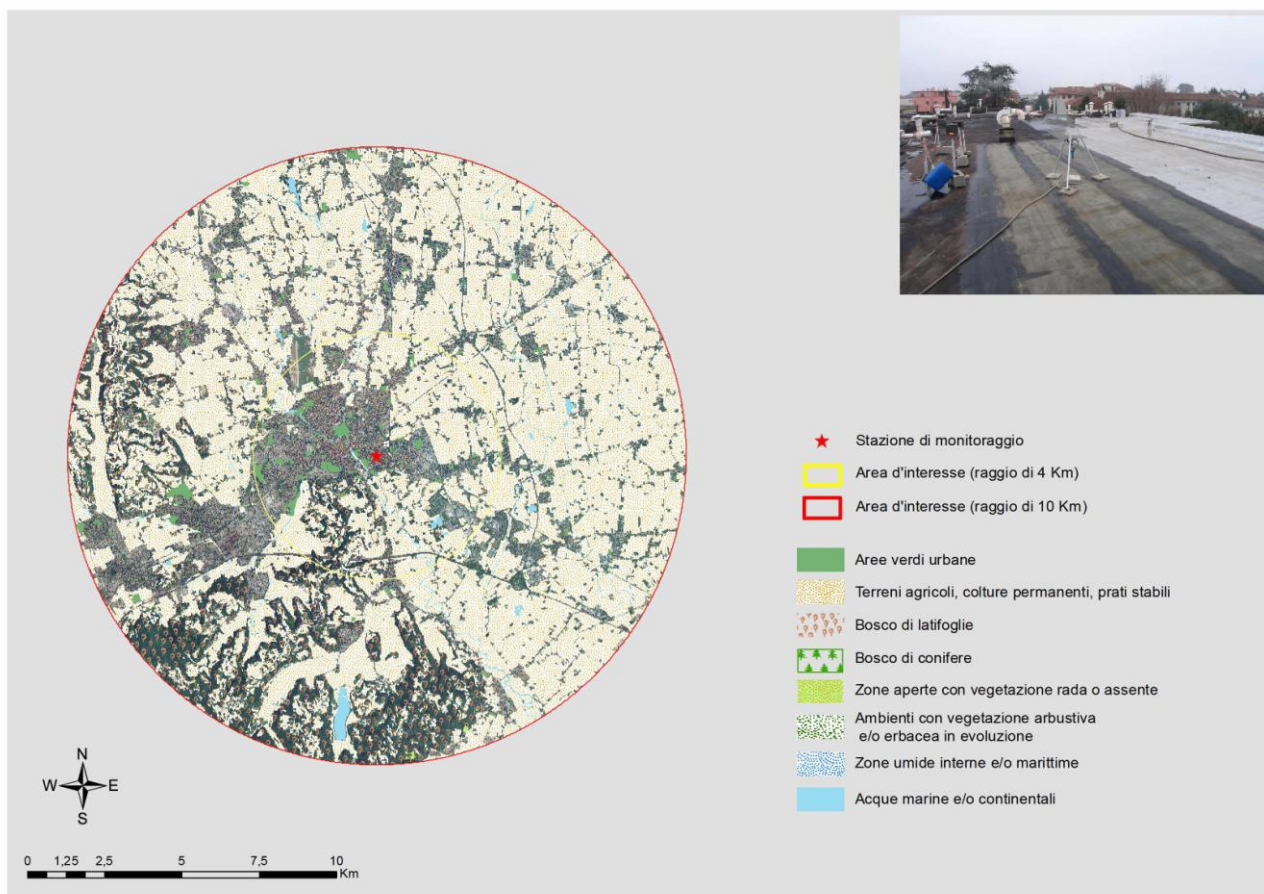 Stazione di monitoraggio
Area d'interesse (raggio di 4 Km)
Area d'interesse (raggio di 10 Km)
Aree verdi urbane
Terreni agricoli, colture permanenti, prati stabili
Bosco di latifoglie
Bosco di conifere
Zone aperte con vegetazione rada o assente
Ambienti con vegetazione arbustiva
e/o erbacea in evoluzione
Zone umide interne e/o marittime
Acque marine e/o continentali
N
W E
S
0 1,25 2,5 5 7,5 10
Km